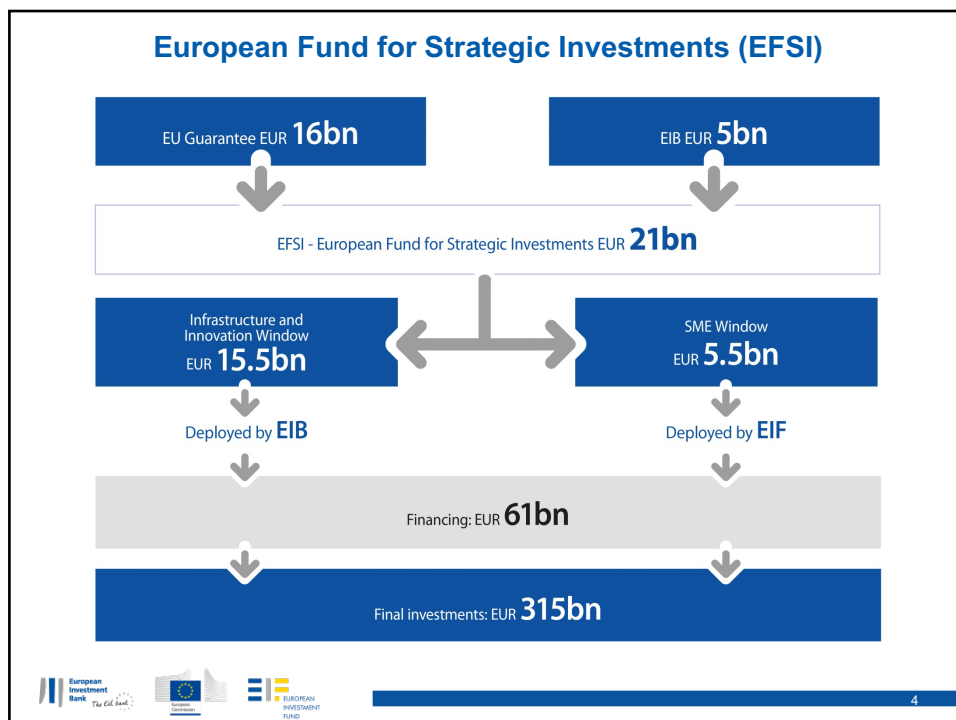 European Fund for Strategic Investments (EFSI)
EU Guarantee EUR 16bn
EIB EUR 5bn
EFSI - European Fund for Strategic Investments EUR 21bn
Infrastructure and
Innovation Window
EUR 15.5bn
SME Window
EUR 5.5bn
Deployed by EIB
Deployed by EIF
Financing: EUR 61bn
Final investments: EUR 315bn
European
Investment
Bank
The EU bank
European
Commission
EIF
EUROPEAN
INVESTMENT
FUND
4